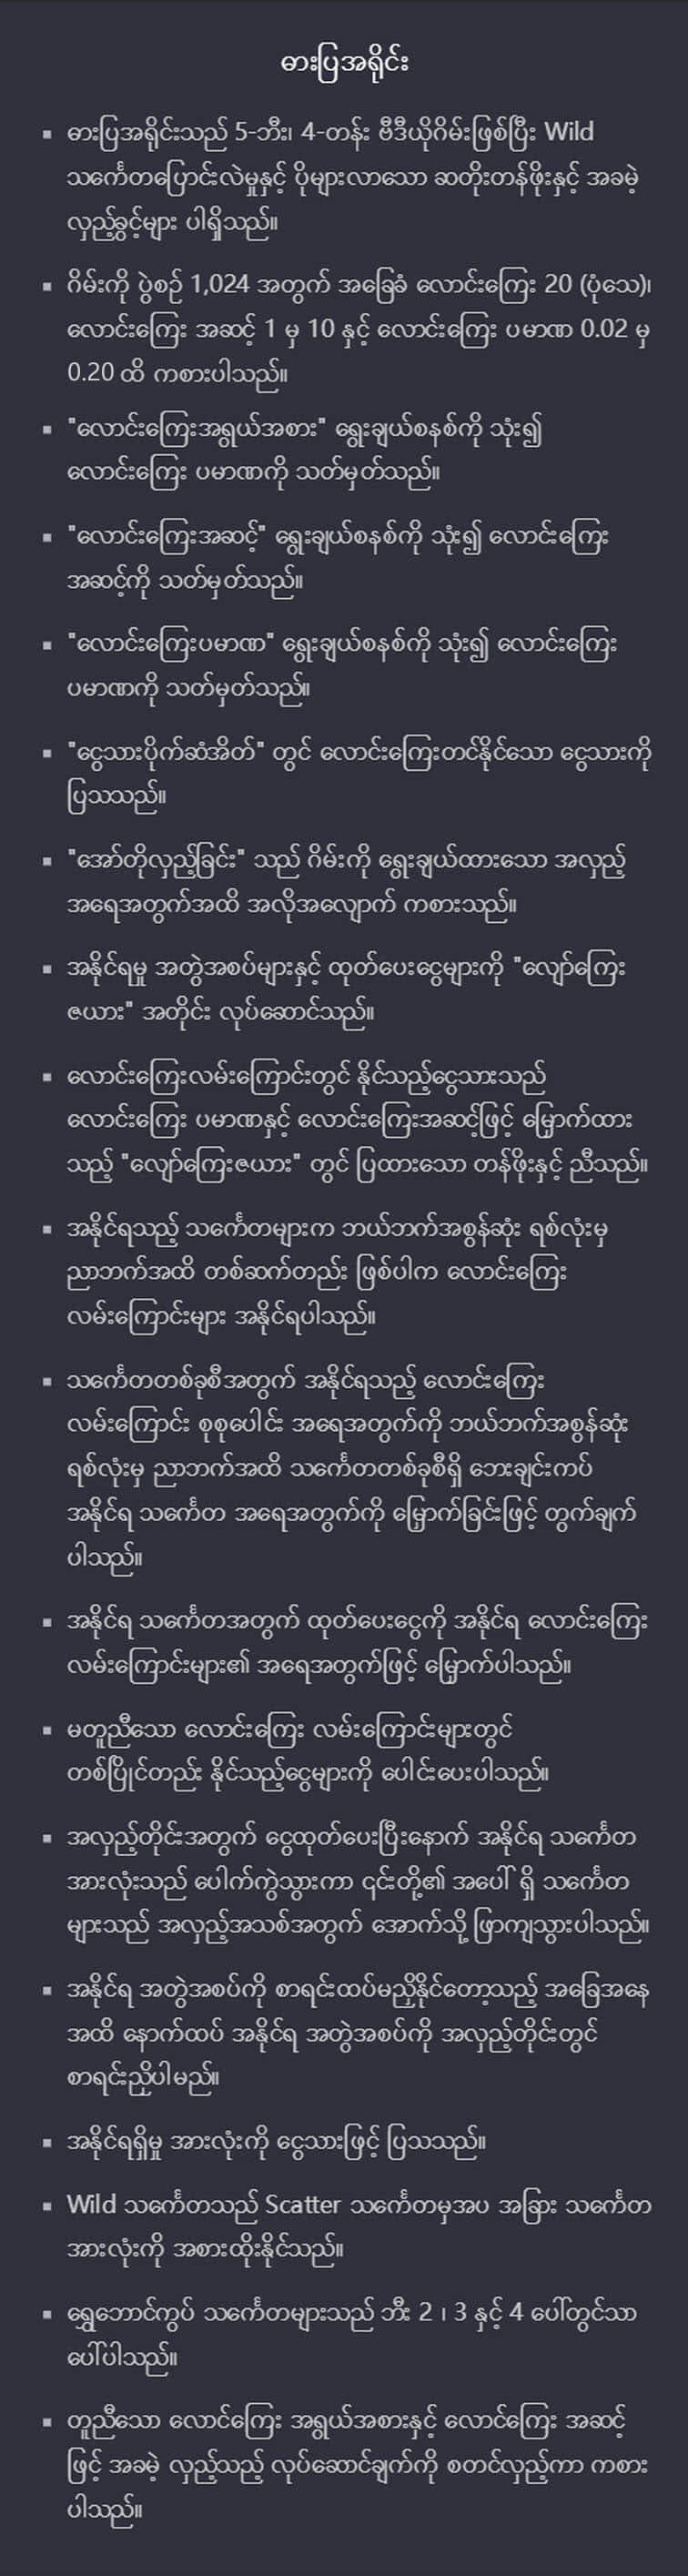 ဓားပြအရိုင်း
▪ ဓားပြအရိုင်းသည် 5-ဘီး၊ 4-တန်း ဗီဒီယိုဂိမ်းဖြစ်ပြီး Wild
သင်္ကေတပြောင်းလဲမှုနှင့် ပိုများလာသော ဆတိုးတန်ဖိုးနှင့် အခမဲ့
လှည့်ခွင့်များ ပါရှိသည်။
▪ ဂိမ်းကို ပွဲစဉ် 1,024 အတွက် အခြေခံ လောင်းကြေး 20 (ပုံသေ)၊
လောင်းကြေး အဆင့် 1 မှ 10 နှင့် လောင်းကြေး ပမာဏ 0.02 မှ
0.20 ထိ ကစားပါသည်။
▪ "လောင်းကြေးအရွယ်အစား" ရွေးချယ်စနစ်ကို သုံး၍
လောင်းကြေး ပမာဏကို သတ်မှတ်သည်။
▪ "လောင်းကြေးအဆင့်" ရွေးချယ်စနစ်ကို သုံး၍ လောင်းကြေး
အဆင့်ကို သတ်မှတ်သည်။
▪ "လောင်းကြေးပမာဏ" ရွေးချယ်စနစ်ကို သုံး၍ လောင်းကြေး
ပမာဏကို သတ်မှတ်သည်။
▪ "ငွေသားပိုက်ဆံအိတ်" တွင် လောင်းကြေးတင်နိုင်သော ငွေသားကို
ပြသသည်။
▪ "အော်တိုလှည့်ခြင်း" သည် ဂိမ်းကို ရွေးချယ်ထားသော အလှည့်
အရေအတွက်အထိ အလိုအလျောက် ကစားသည်။
▪ အနိုင်ရမှု အတွဲအစပ်များနှင့် ထုတ်ပေးငွေများကို "လျော်ကြေး
ဇယား" အတိုင်း လုပ်ဆောင်သည်။
▪ လောင်းကြေးလမ်းကြောင်းတွင် နိုင်သည့်ငွေသားသည်
လောင်းကြေး ပမာဏနှင့် လောင်းကြေးအဆင့်ဖြင့် မြှောက်ထား
သည့် "လျော်ကြေးဇယား" တွင် ပြထားသော တန်ဖိုးနှင့် ညီသည်။
▪ အနိုင်ရသည့် သင်္ကေတများက ဘယ်ဘက်အစွန်ဆုံး ရစ်လုံးမှ
ညာဘက်အထိ တစ်ဆက်တည်း ဖြစ်ပါက လောင်းကြေး
လမ်းကြောင်းများ အနိုင်ရပါသည်။
▪ သင်္ကေတတစ်ခုစီအတွက် အနိုင်ရသည့် လောင်းကြေး
လမ်းကြောင်း စုစုပေါင်း အရေအတွက်ကို ဘယ်ဘက်အစွန်ဆုံး
ရစ်လုံးမှ ညာဘက်အထိ သင်္ကေတတစ်ခုစီရှိ ဘေးချင်းကပ်
အနိုင်ရ သင်္ကေတ အရေအတွက်ကို မြှောက်ခြင်းဖြင့် တွက်ချက်
ပါသည်။
▪ အနိုင်ရ သင်္ကေတအတွက် ထုတ်ပေးငွေကို အနိုင်ရ လောင်းကြေး
လမ်းကြောင်းများ၏ အရေအတွက်ဖြင့် မြှောက်ပါသည်။
▪ မတူညီသော လောင်းကြေး လမ်းကြောင်းများတွင်
တစ်ပြိုင်တည်း နိုင်သည့်ငွေများကို ပေါင်းပေးပါသည်။
▪ အလှည့်တိုင်းအတွက် ငွေထုတ်ပေးပြီးနောက် အနိုင်ရ သင်္ကေတ
အားလုံးသည် ပေါက်ကွဲသွားကာ ၎င်းတို့၏ အပေါ် ရှိ သင်္ကေတ
များသည် အလှည့်အသစ်အတွက် အောက်သို့ ဖြာကျသွားပါသည်။
▪ အနိုင်ရ အတွဲအစပ်ကို စာရင်းထပ်မညှိနိုင်တော့သည့် အခြေအနေ
အထိ နောက်ထပ် အနိုင်ရ အတွဲအစပ်ကို အလှည့်တိုင်းတွင်
စာရင်းညှိပါမည်။
▪ အနိုင်ရရှိမှု အားလုံးကို ငွေသားဖြင့် ပြသသည်။
▪ Wild သင်္ကေတသည် Scatter သင်္ကေတမှအပ အခြား သင်္ကေတ
အားလုံးကို အစားထိုးနိုင်သည်။
▪ ရွှေဘောင်ကွပ် သင်္ကေတများသည် ဘီး 2 ၊ 3 နှင့် 4 ပေါ်တွင်သာ
ပေါ်ပါသည်။
▪ တူညီသော လောင်ကြေး အရွယ်အစားနှင့် လောင်ကြေး အဆင့်
ဖြင့် အခမဲ့ လှည့်သည့် လုပ်ဆောင်ချက်ကို စတင်လှည့်ကာ ကစား
ပါသည်။